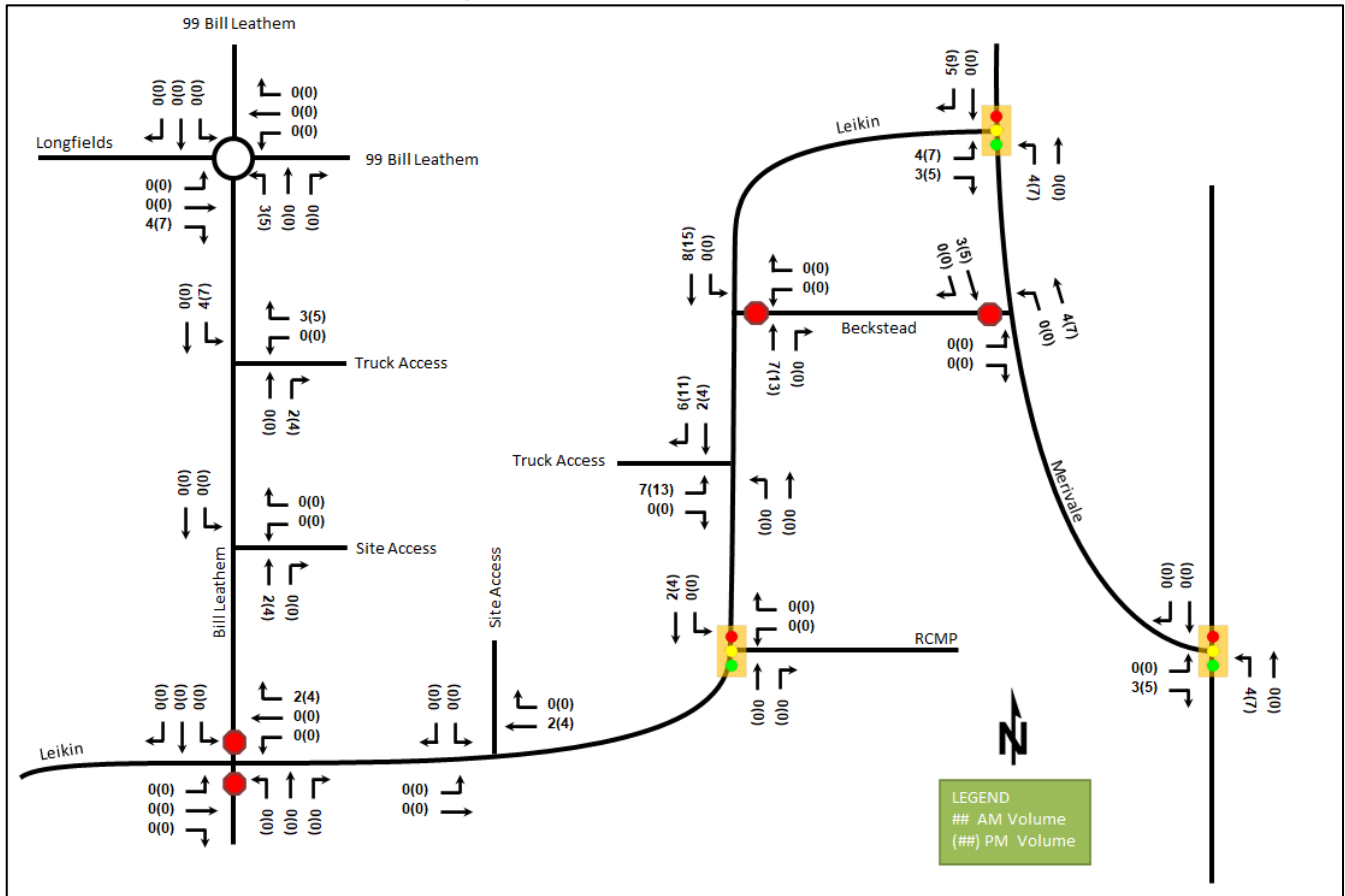 99 Bill Leathem
0(0) 0(0) 0(0)
0(0)
0(0)
0(0)
Longfields
99 Bill Leathem
0(0)
0(0)
4(7)
3(5) 0(0) 0(0)
0(0) 4(7)
3(5)
0(0)
Truck Access
0(0) 2(4)
0(0) 0(0)
0(0)
0(0)
Site Access
2(4) 0(0)
Bill Leathem
0(0) 0(0) 0(0)
2(4)
0(0)
0(0)
Leikin
0(0)
0(0)
0(0)
0(0) 0(0) 0(0)
Site Access
0(0) 0(0)
0(0)
2(4)
0(0)
0(0)
5(9) 0(0)
Leikin
4(7)
3(5)
4(7) 0(0)
8(15) 0(0)
0(0)
0(0)
Beckstead
7(13) 0(0)
0(0) 3(5)
0(0)
0(0)
0(0) 4(7)
6(11) 2(4)
Truck Access
7(13)
0(0)
0(0) 0(0)
Merivale
2(4) 0(0)
0(0)
0(0)
RCMP
0(0) 0(0)
0(0) 0(0)
0(0)
3(5)
4(7) 0(0)
N
LEGEND
## AM Volume
(##) PM Volume